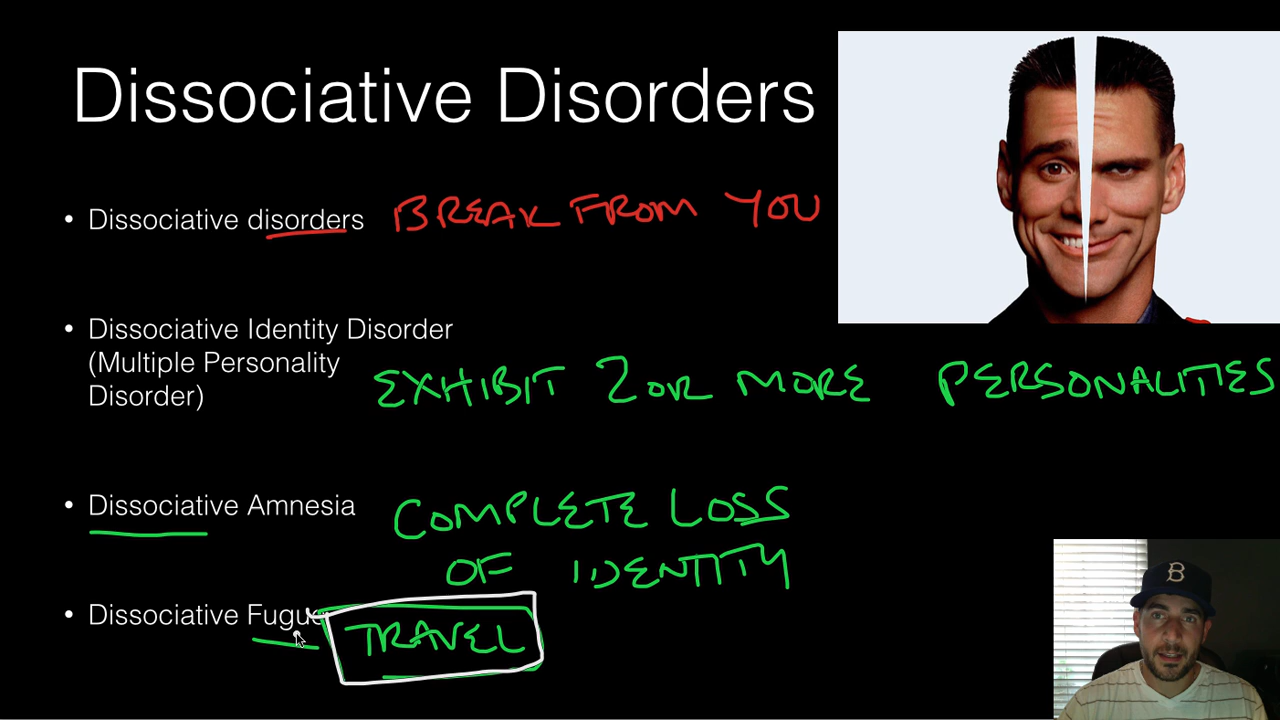 Dissociative Disorders
• Dissociative disorders BREAK FROM YOU
• Dissociative Identity Disorder
(Multiple Personality
Disorder) EXHIBIT 2 OR MORE PERSONALITIES
• Dissociative Amnesia COMPLETE LOSS
OF IDENTITY
• Dissociative Fugue
TRAVEL
B